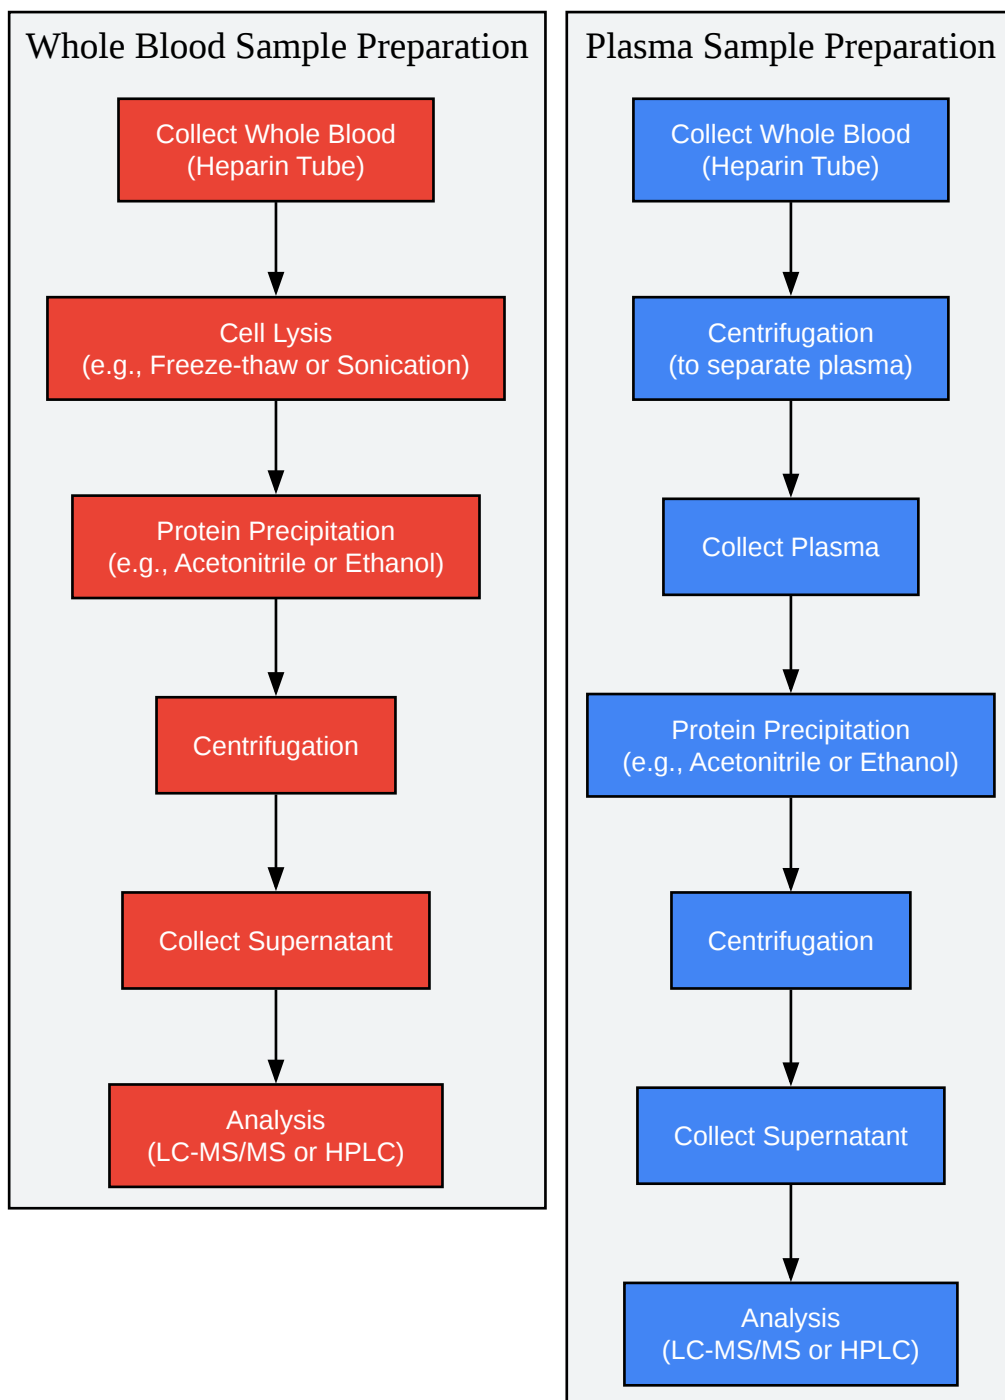 Whole Blood Sample Preparation
Collect Whole Blood
(Heparin Tube)
Cell Lysis
(e.g., Freeze-thaw or Sonication)
Protein Precipitation
(e.g., Acetonitrile or Ethanol)
Centrifugation
Collect Supernatant
Analysis
(LC-MS/MS or HPLC)
Plasma Sample Preparation
Collect Whole Blood
(Heparin Tube)
Centrifugation
(to separate plasma)
Collect Plasma
Protein Precipitation
(e.g., Acetonitrile or Ethanol)
Centrifugation
Collect Supernatant
Analysis
(LC-MS/MS or HPLC)